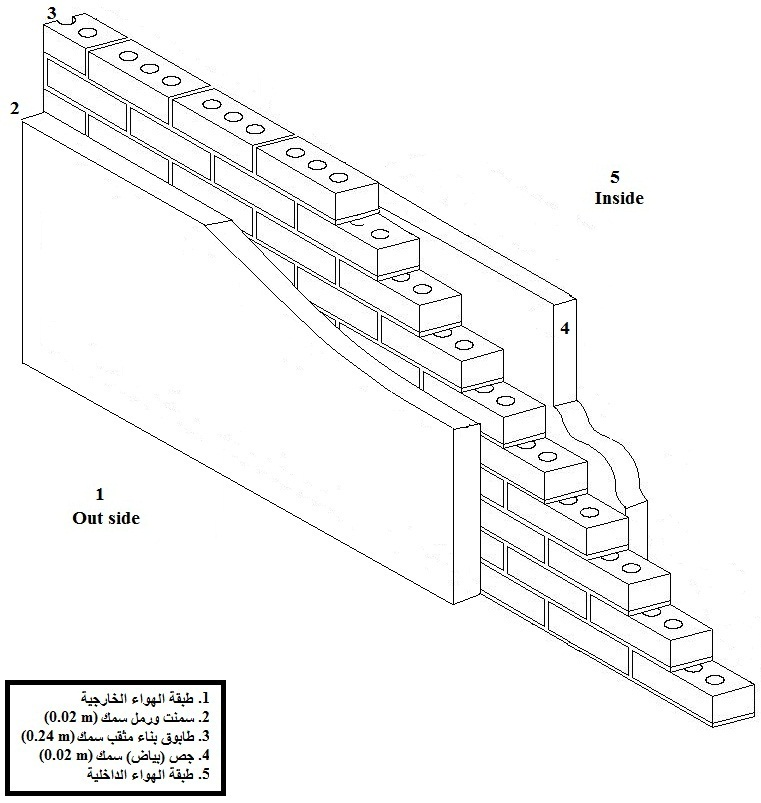 3
2
5
Inside
4
1
Out side
1. طبقة الهواء الخارجية
2. سمنت ورمل سمك (0.02 m)
3. طابوق بناء مثقب سمك (0.24 m)
4. جص (بياض) سمك (0.02 m)
5. طبقة الهواء الداخلية